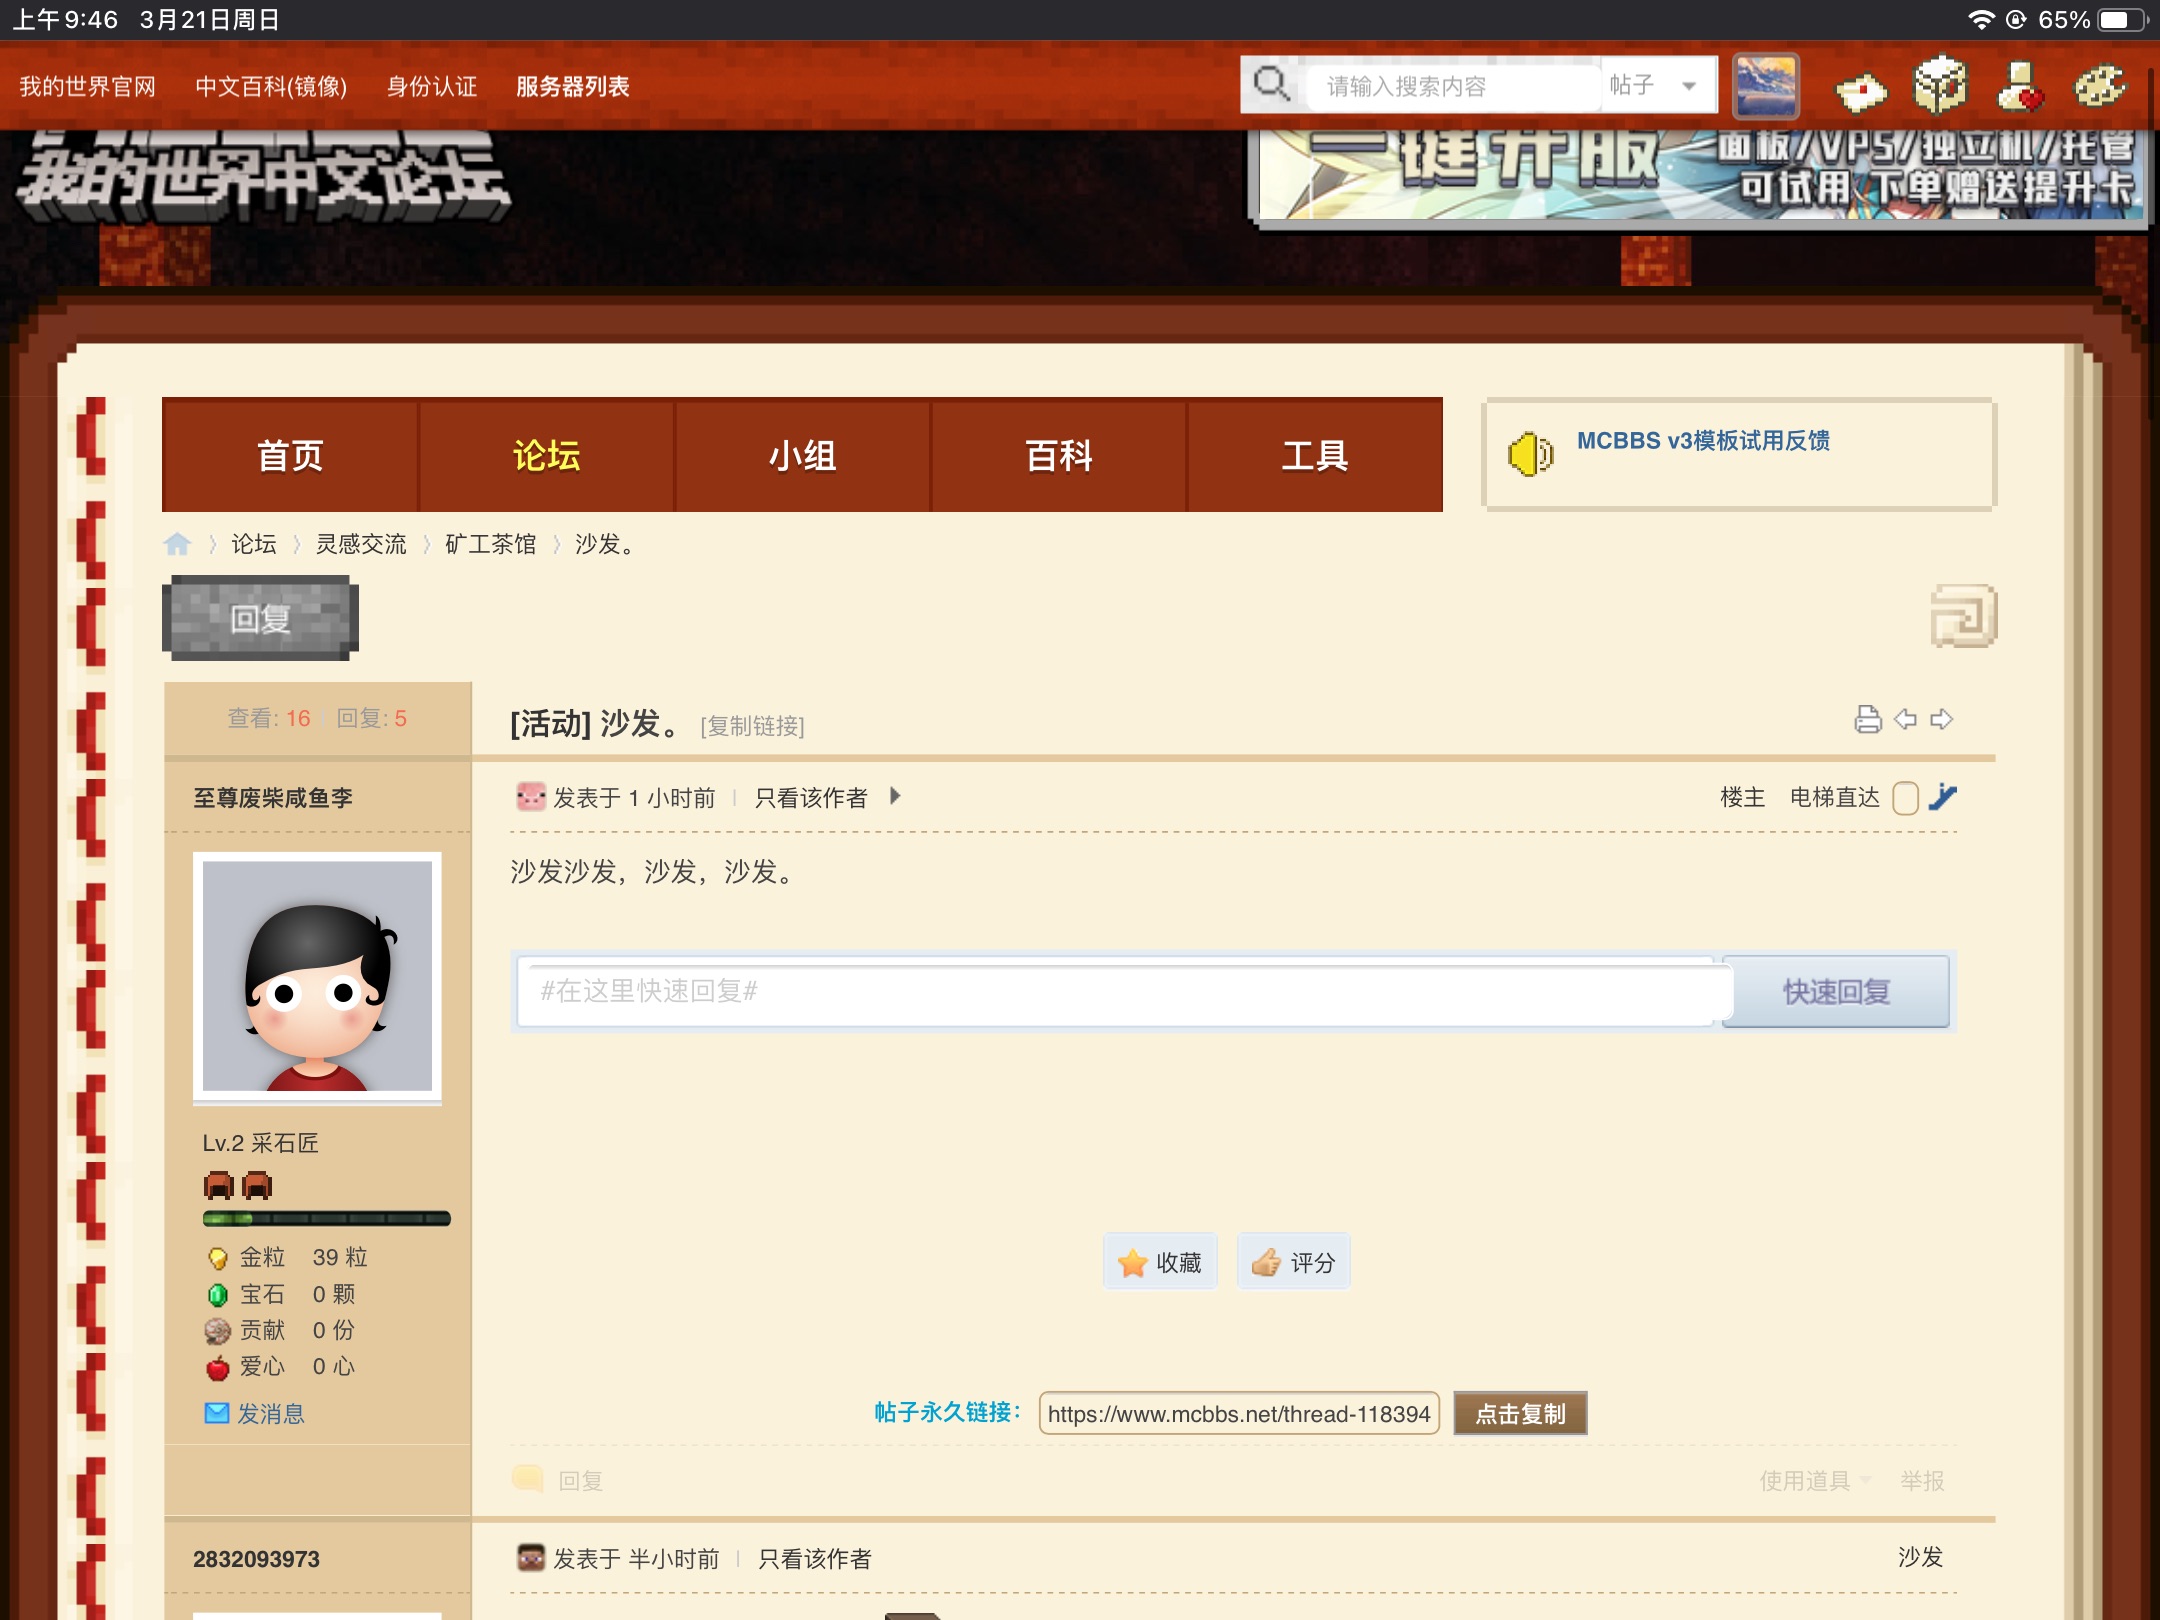 上午9:46 3月21日周日 65%
我的世界官网 中文百科(镜像) 身份认证 服务器列表 请输入搜索内容 帖子
我的世界中文论坛
一键开服 面板/VPS/独立机/托管
可试用 下单赠送提升卡
首页 论坛 小组 百科 工具
MCBBS v3模板试用反馈
论坛 〉 灵感交流 〉 矿工茶馆 〉 沙发。
回复
查看: 16 | 回复: 5
[活动] 沙发。 [复制链接]
至尊废柴咸鱼李
发表于 1 小时前 | 只看该作者
楼主 电梯直达
沙发沙发，沙发，沙发。
#在这里快速回复# 快速回复
Lv.2 采石匠
金粒 39 粒
宝石 0 颗
贡献 0 份
爱心 0 心
发消息
收藏 评分
帖子永久链接： https://www.mcbbs.net/thread-118394 点击复制
回复 使用道具 举报
2832093973
发表于 半小时前 | 只看该作者
沙发